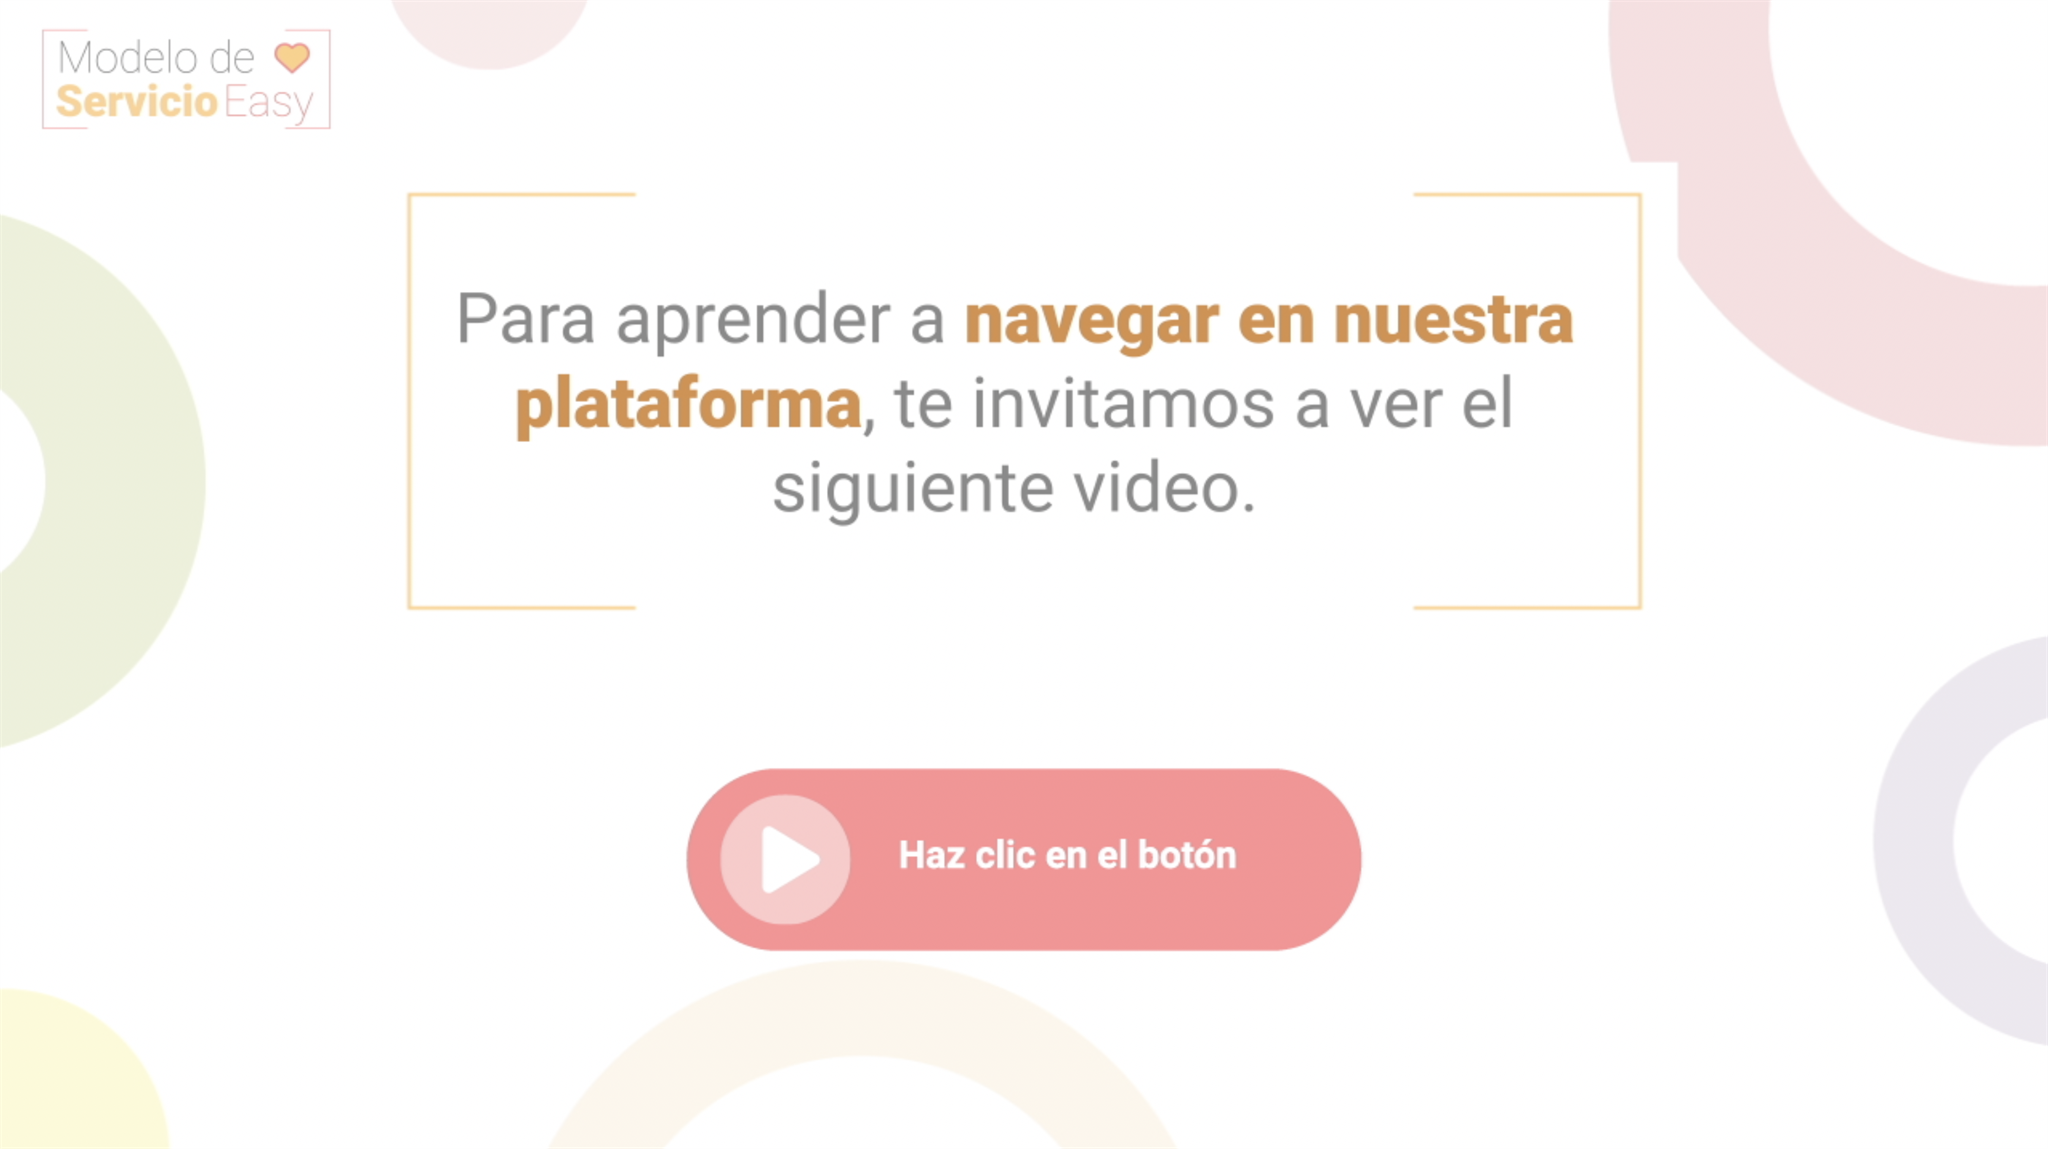 Modelo de
Servicio Easy
Para aprender a navegar en nuestra
plataforma, te invitamos a ver el
siguiente video.
Haz clic en el botón